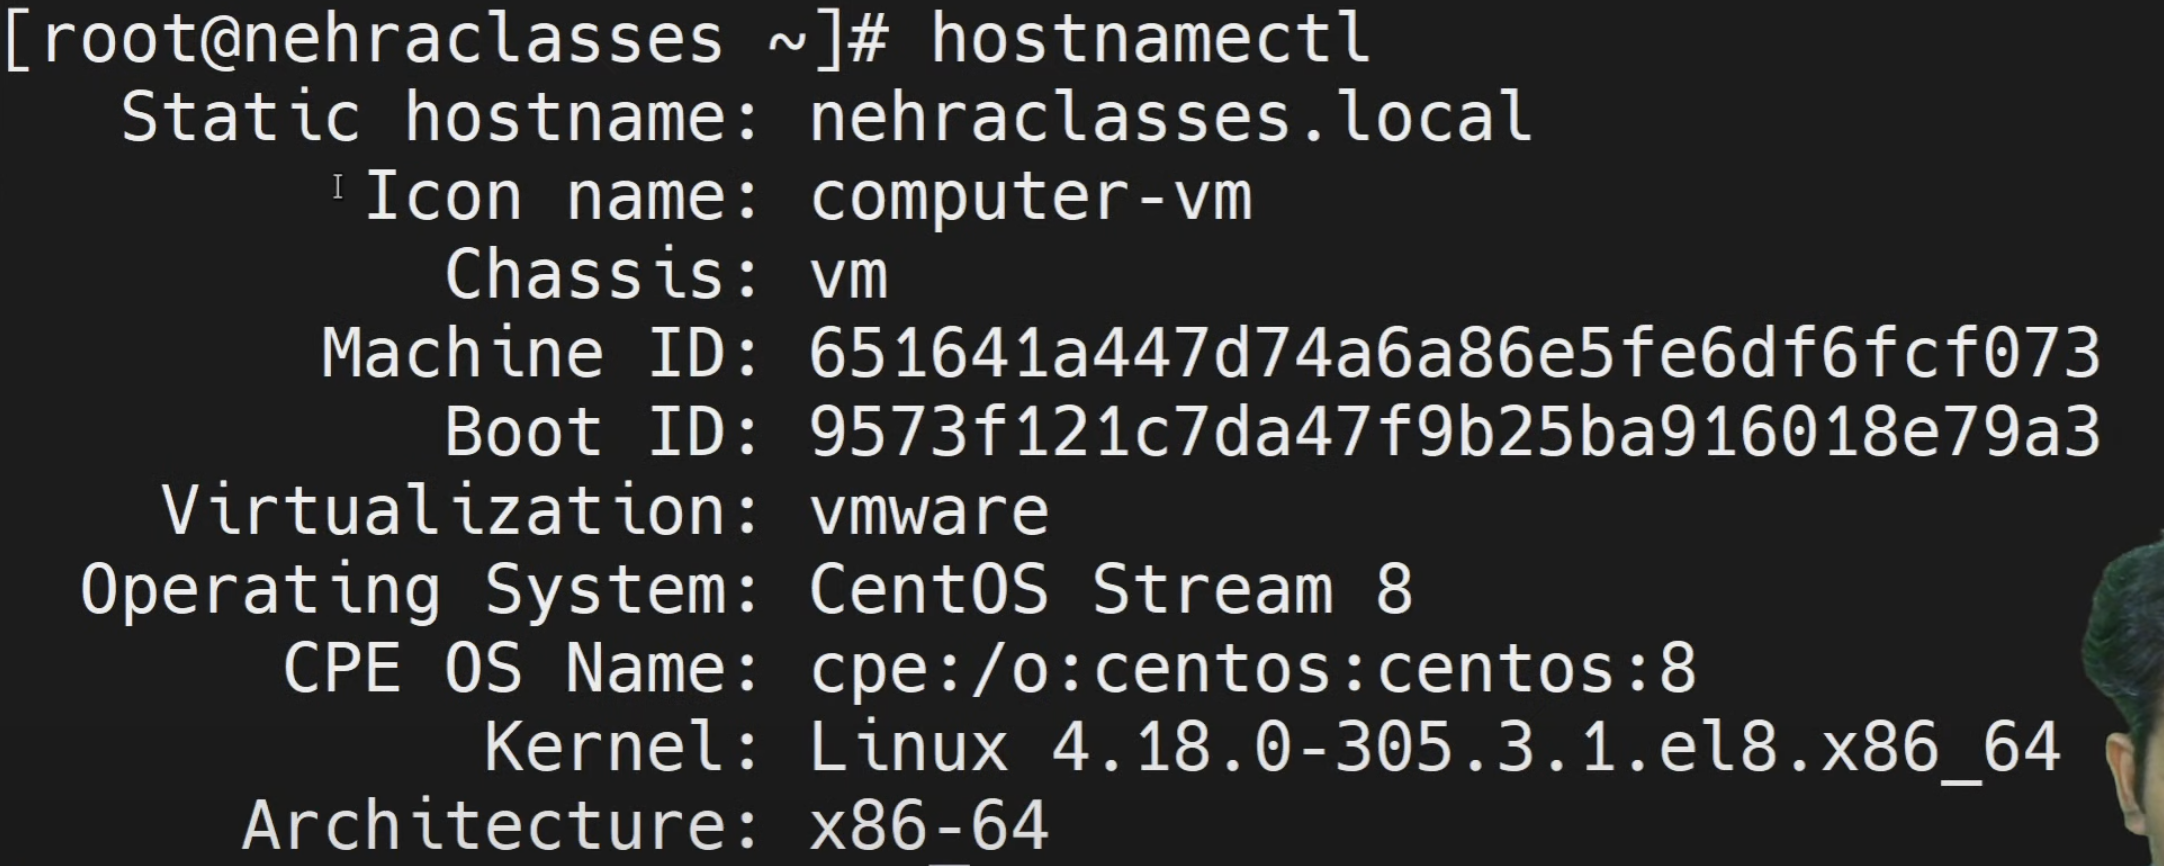 [root@nehraclasses ~]# hostnamectl
Static hostname: nehraclasses.local
Icon name: computer-vm
Chassis: vm
Machine ID: 651641a447d74a6a86e5fe6df6fcf073
Boot ID: 9573f121c7da47f9b25ba916018e79a3
Virtualization: vmware
Operating System: CentOS Stream 8
CPE OS Name: cpe:/o:centos:centos:8
Kernel: Linux 4.18.0-305.3.1.el8.x86_64
Architecture: x86-64